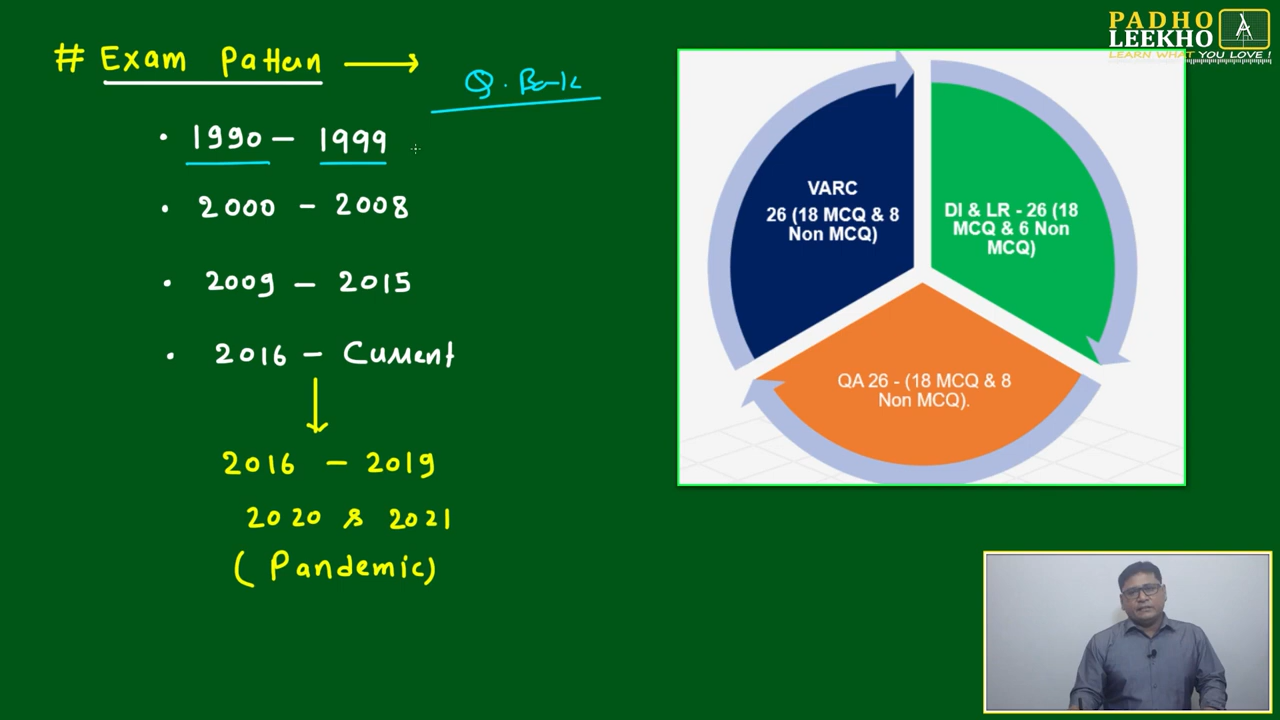 # Exam Pattern
Q. Bank
• 1990 - 1999
• 2000 - 2008
• 2009 - 2015
• 2016 - Current
2016 - 2019
2020 & 2021
(Pandemic)
VARC
26 (18 MCQ & 8
Non MCQ)
DI & LR - 26 (18
MCQ & 6 Non
MCQ)
QA 26 - (18 MCQ & 8
Non MCQ).
PADHO
LEEKHO
LEARN WHAT YOU LOVE !